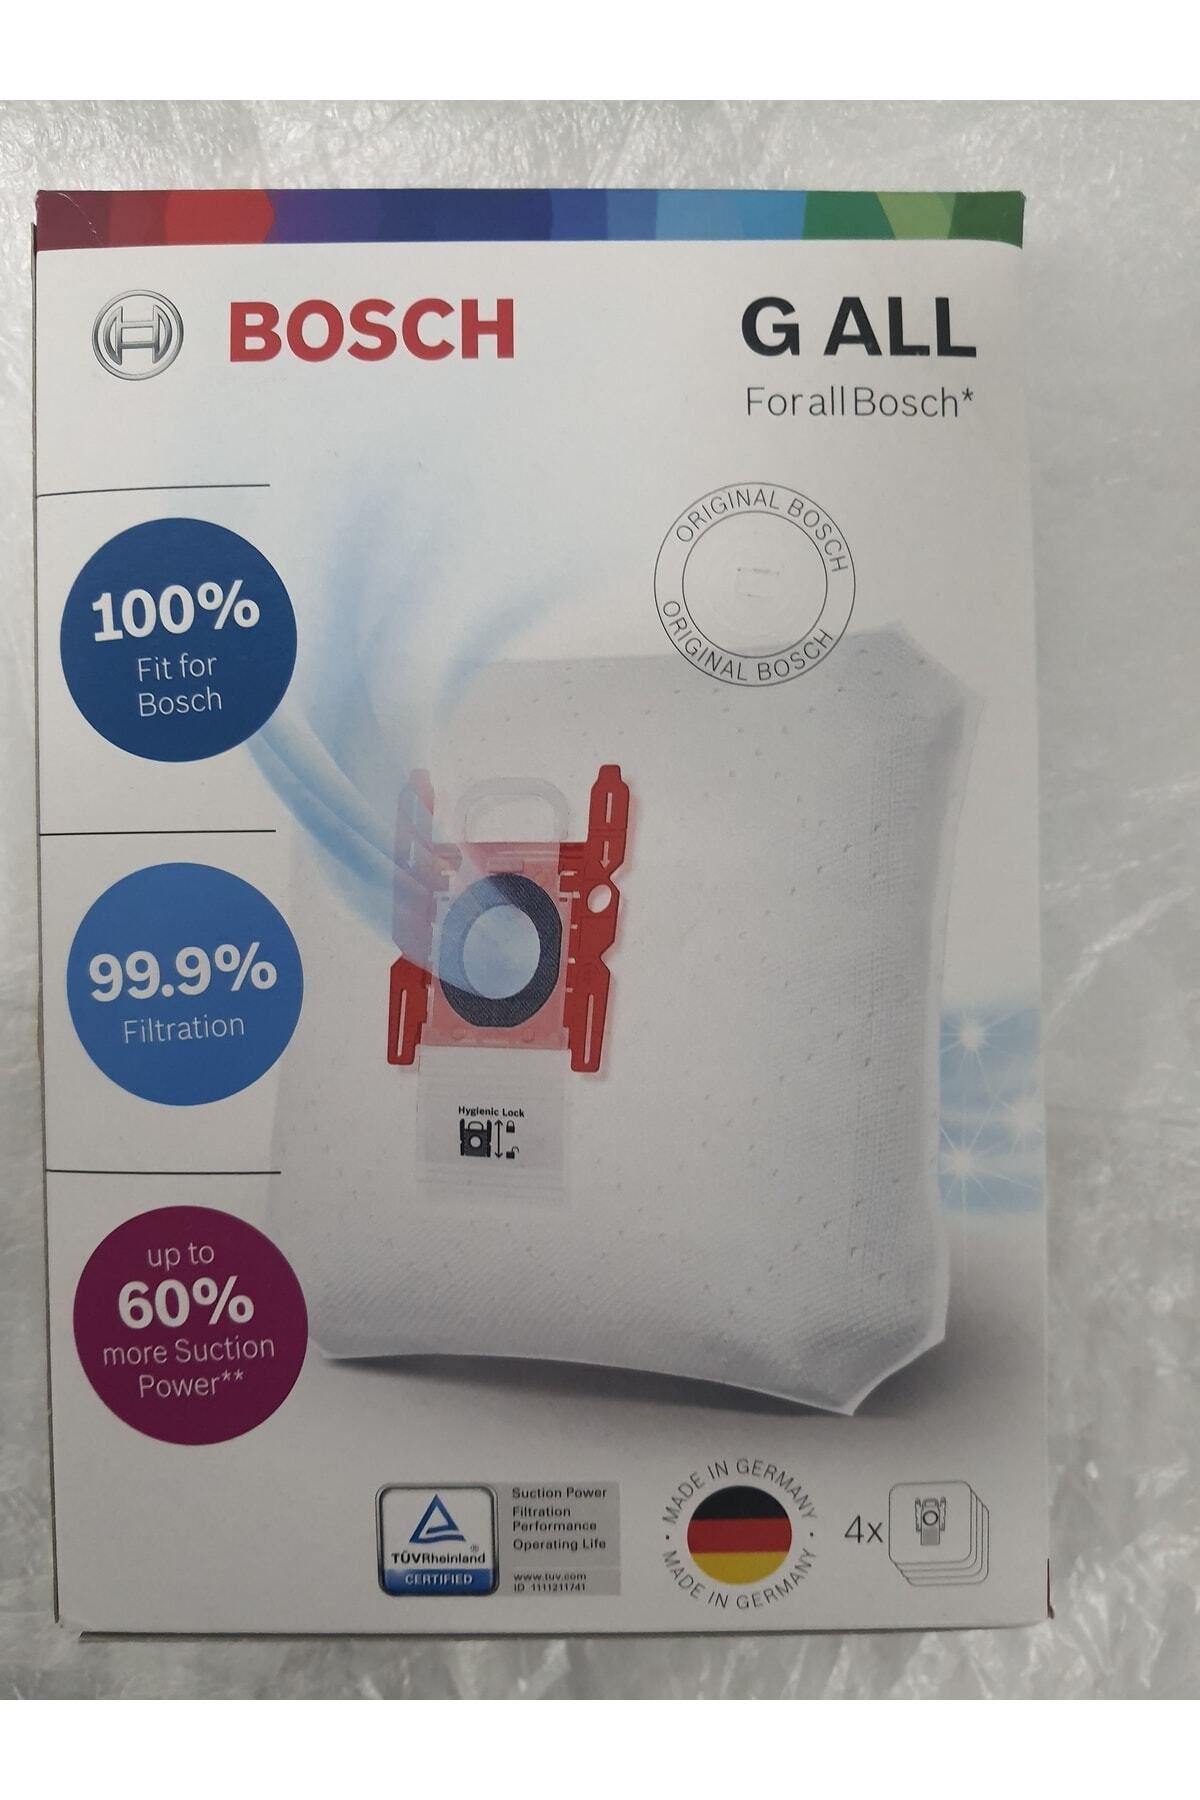 BOSCH
G ALL
For all Bosch*
ORIGINAL BOSCH
ORIGINAL BOSCH
100%
Fit for
Bosch
99.9%
Filtration
Hygienic Lock
up to
60%
more Suction
Power**
TÜVRheinland®
CERTIFIED
Suction Power
Filtration
Performance
Operating Life
www.tuv.com
ID 1111211741
MADE IN GERMANY
MADE IN GERMANY
4x